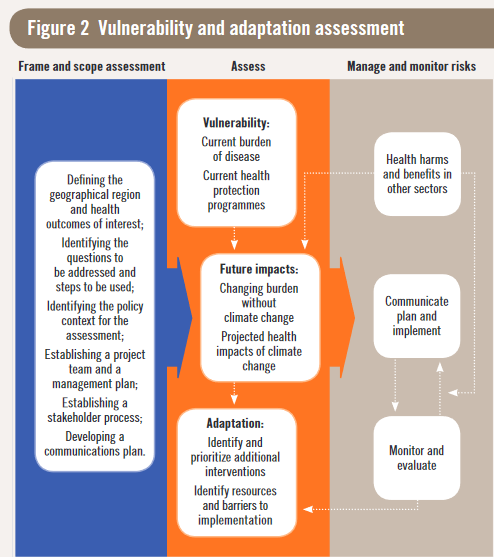 Figure 2 Vulnerability and adaptation assessment
Frame and scope assessment
Assess
Manage and monitor risks
Defining the
geographical region
and health
outcomes of interest;
Identifying the
questions to
be addressed and
steps to be used;
Identifying the policy
context for the
assessment;
Establishing a project
team and a
management plan;
Establishing a
stakeholder process;
Developing a
communications plan.
Vulnerability:
Current burden
of disease
Current health
protection
programmes
Future impacts:
Changing burden
without
climate change
Projected health
impacts of climate
change
Adaptation:
Identify and
prioritize additional
interventions
Identify resources
and barriers to
implementation
Health harms
and benefits in
other sectors
Communicate
plan and
implement
Monitor and
evaluate